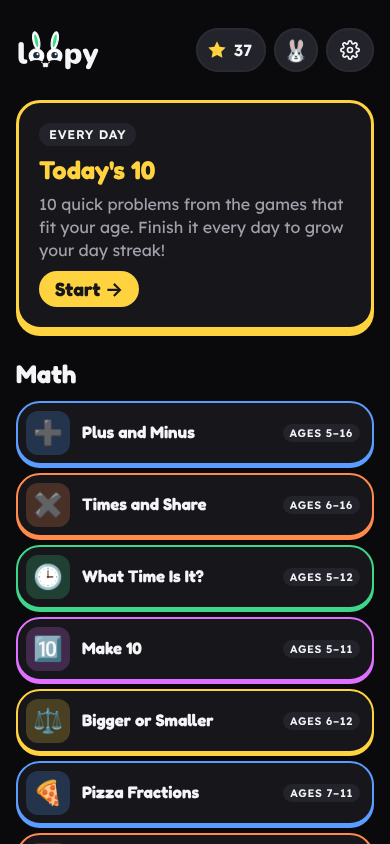 loopy
37
EVERY DAY
Today's 10
10 quick problems from the games that
fit your age. Finish it every day to grow
your day streak!
Start →
Math
Plus and Minus
AGES 5–16
Times and Share
AGES 6–16
What Time Is It?
AGES 5–12
10
Make 10
AGES 5–11
Bigger or Smaller
AGES 6–12
Pizza Fractions
AGES 7–11